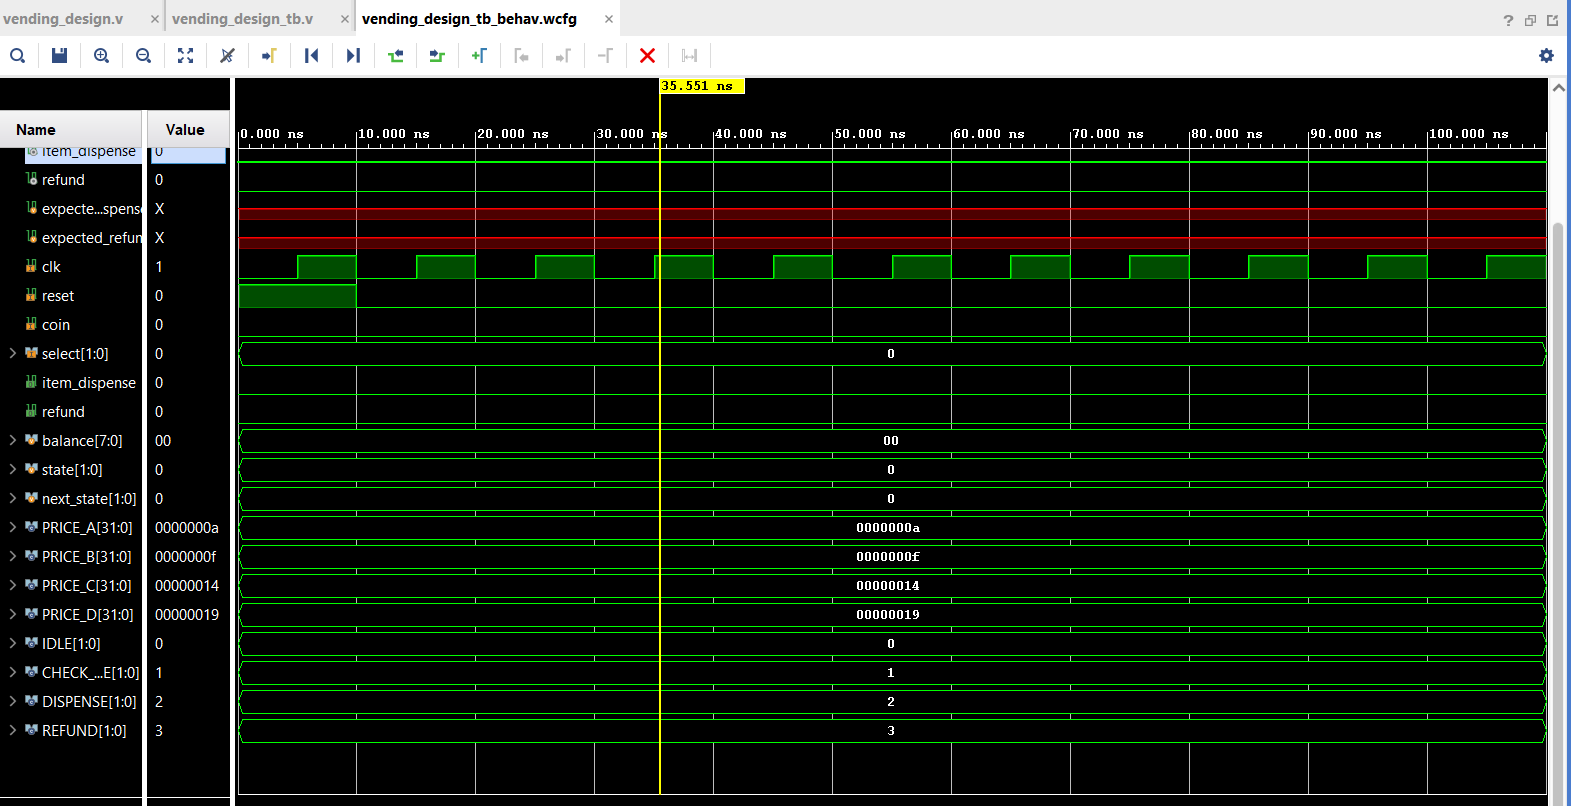 vending_design.v × vending_design_tb.v × vending_design_tb_behav.wcfg ×
?
35.551 ns
Name Value
0.000 ns 10.000 ns 20.000 ns 30.000 ns 40.000 ns 50.000 ns 60.000 ns 70.000 ns 80.000 ns 90.000 ns 100.000 ns
item_dispense 0
refund 0
expecte...spense X
expected_refun X
clk 1
reset 0
coin 0
select[1:0] 0 0
item_dispense 0
refund 0
balance[7:0] 00 00
state[1:0] 0 0
next_state[1:0] 0 0
PRICE_A[31:0] 0000000a 0000000a
PRICE_B[31:0] 0000000f 0000000f
PRICE_C[31:0] 00000014 00000014
PRICE_D[31:0] 00000019 00000019
IDLE[1:0] 0 0
CHECK_...E[1:0] 1 1
DISPENSE[1:0] 2 2
REFUND[1:0] 3 3